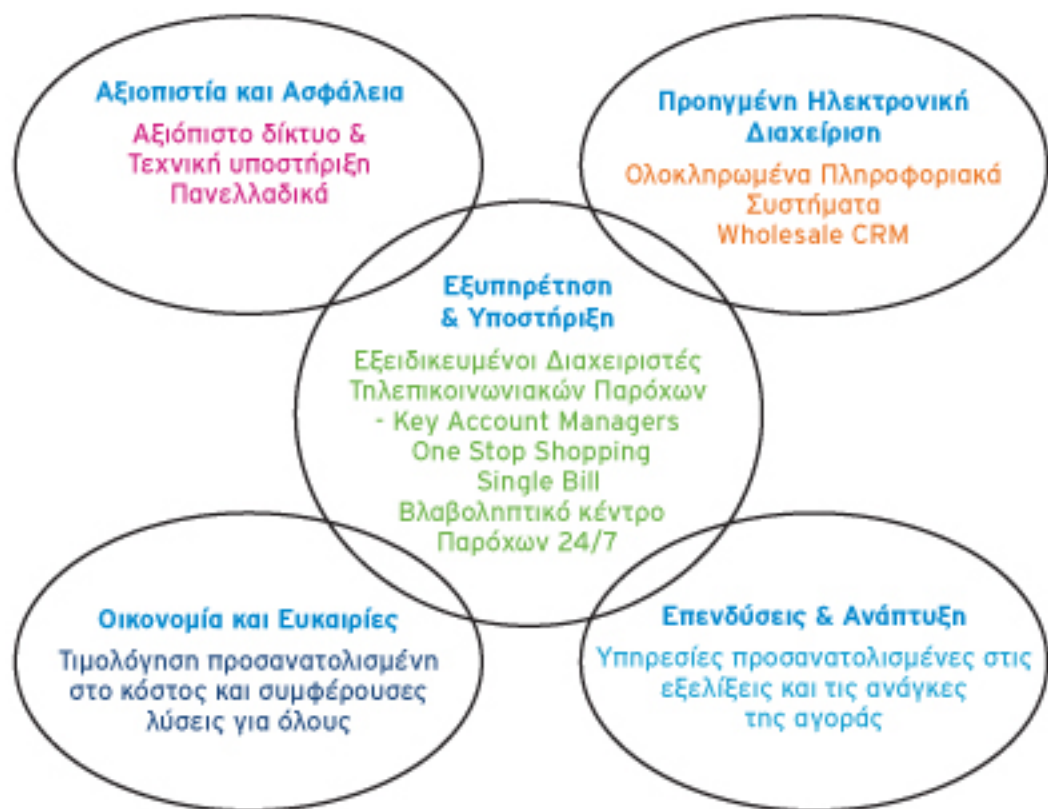 Αξιοπιστία και Ασφάλεια
Αξιόπιστο δίκτυο &
Τεχνική υποστήριξη
Πανελλαδικά
Προηγμένη Ηλεκτρονική
Διαχείριση
Ολοκληρωμένα Πληροφοριακά
Συστήματα
Wholesale CRM
Εξυπηρέτηση
& Υποστήριξη
Εξειδικευμένοι Διαχειριστές
Τηλεπικοινωνιακών Παρόχων
- Key Account Managers
One Stop Shopping
Single Bill
Βλαβοληπτικό κέντρο
Παρόχων 24/7
Οικονομία και Ευκαιρίες
Τιμολόγηση προσανατολισμένη
στο κόστος και συμφέρουσες
λύσεις για όλους
Επενδύσεις & Ανάπτυξη
Υπηρεσίες προσανατολισμένες στις
εξελίξεις και τις ανάγκες
της αγοράς